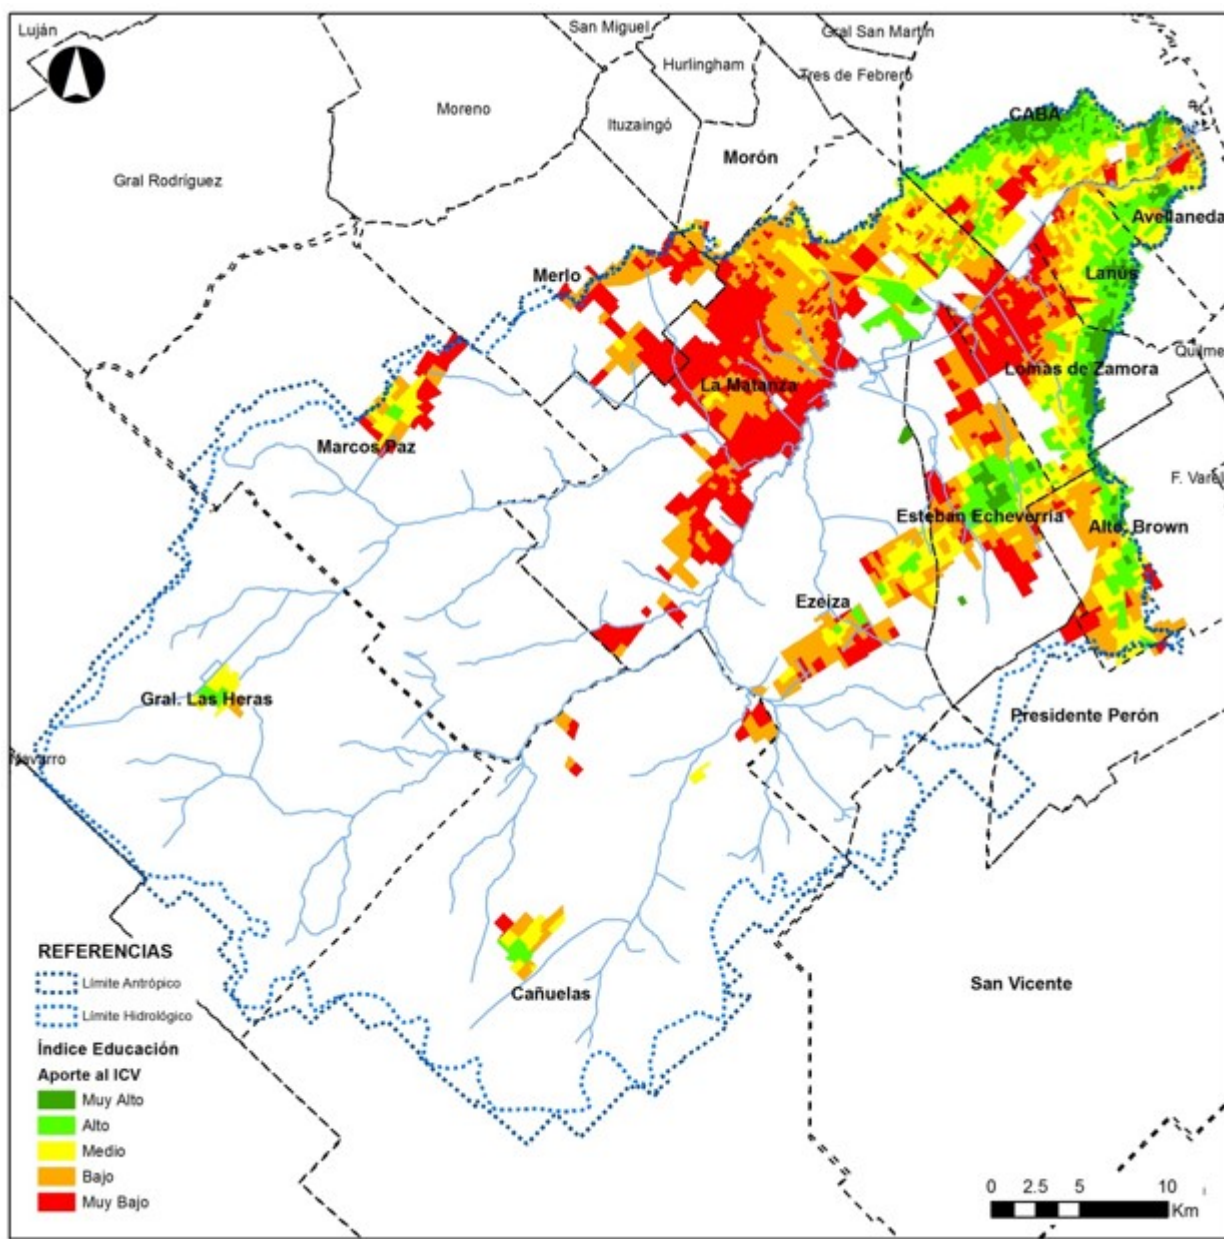 Luján
San Miguel
Gral San Martín
Hurlingham
Tres de Febrero
Moreno
CABA
Ituzaingó
Morón
Gral Rodríguez
Avellaneda
Merlo
Lanús
Quilme
La Matanza
Lomas de Zamora
Marcos Paz
F. Varel
Esteban Echeverría
Alte. Brown
Ezeiza
Gral. Las Heras
Presidente Perón
Navarro
REFERENCIAS
Límite Antrópico
Cañuelas
San Vicente
Límite Hidrológico
Índice Educación
Aporte al ICV
Muy Alto
Alto
Medio
Bajo
Muy Bajo
0 2.5 5 10
Km